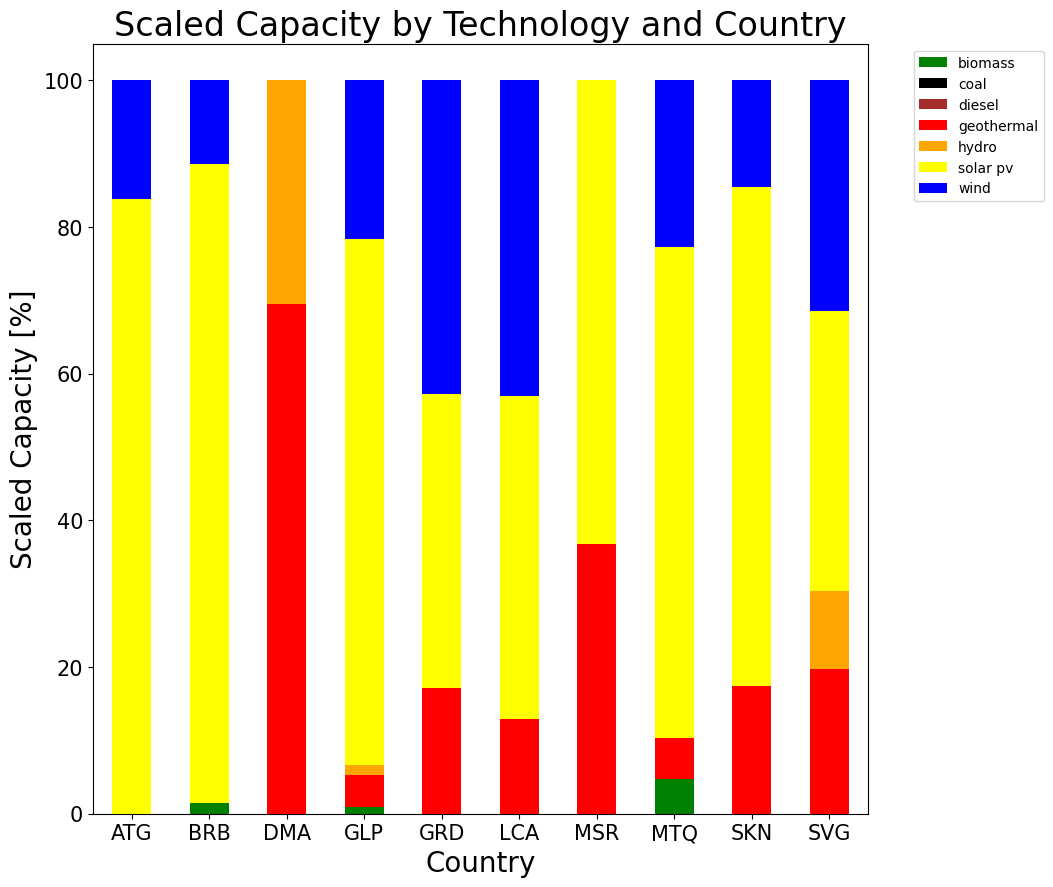 Scaled Capacity by Technology and Country
Scaled Capacity [%]
100
80
60
40
20
0
ATG BRB DMA GLP GRD LCA MSR MTQ SKN SVG
Country
biomass
coal
diesel
geothermal
hydro
solar pv
wind